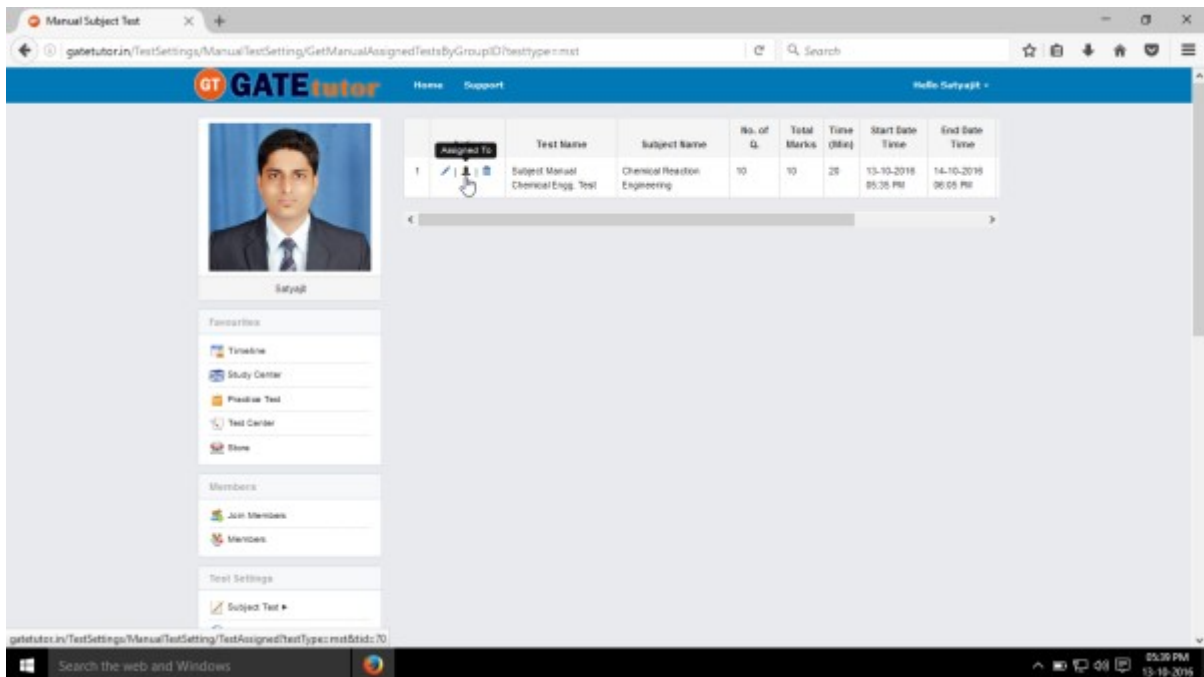 Manual Subject Test
gatetutor.in/TestSettings/ManualTestSetting/GetManualAssignedTestsByGroupID?testtype=mst
Search
GT GATEtutor
Home Support
Hello Satyajit
Satyajit
Favourites
Timeline
Study Center
Practise Test
Test Center
Store
Members
Join Members
Members
Test Settings
Subject Test
Assigned To
Test Name Subject Name No. of Q. Total Marks Time (Min) Start Date Time End Date Time
1 Subject Manual Chemical Reaction 10 10 20 13-10-2016 14-10-2016
Chemical Engg. Test Engineering 05:35 PM 06:05 PM
gatetutor.in/TestSettings/ManualTestSetting/TestAssigned?testType=mst&tid=70
Search the web and Windows
05:39 PM
13-10-2016